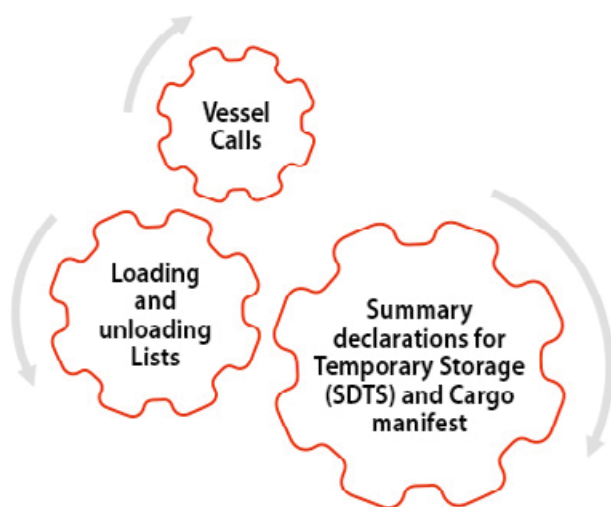 Vessel
Calls
Loading
and
unloading
Lists
Summary
declarations for
Temporary Storage
(SDTS) and Cargo
manifest